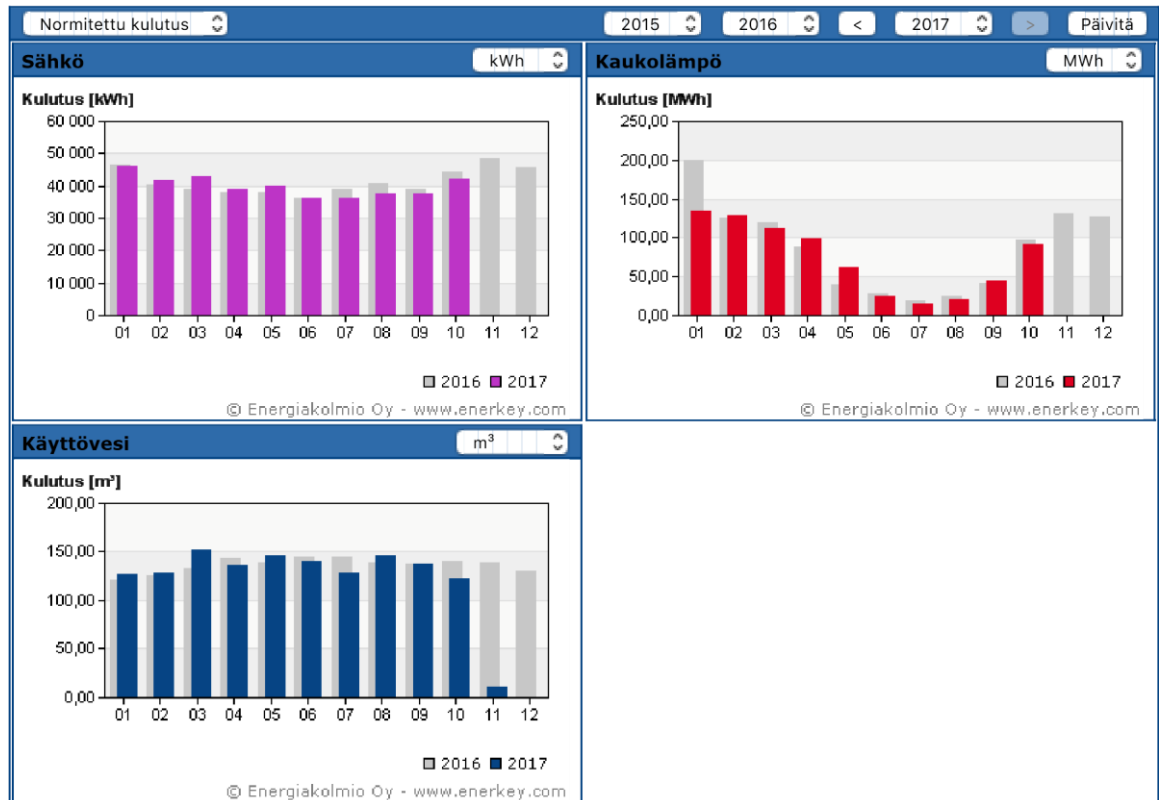 Normitettu kulutus 2015 2016 < 2017 > Päivitä
Sähkö kWh
Kulutus [kWh]
60 000
50 000
40 000
30 000
20 000
10 000
0
01 02 03 04 05 06 07 08 09 10 11 12
2016 2017
© Energiakolmio Oy - www.enerkey.com
Kaukolämpö MWh
Kulutus [MWh]
250,00
200,00
150,00
100,00
50,00
0,00
01 02 03 04 05 06 07 08 09 10 11 12
2016 2017
© Energiakolmio Oy - www.enerkey.com
Käyttövesi m³
Kulutus [m³]
200,00
150,00
100,00
50,00
0,00
01 02 03 04 05 06 07 08 09 10 11 12
2016 2017
© Energiakolmio Oy - www.enerkey.com